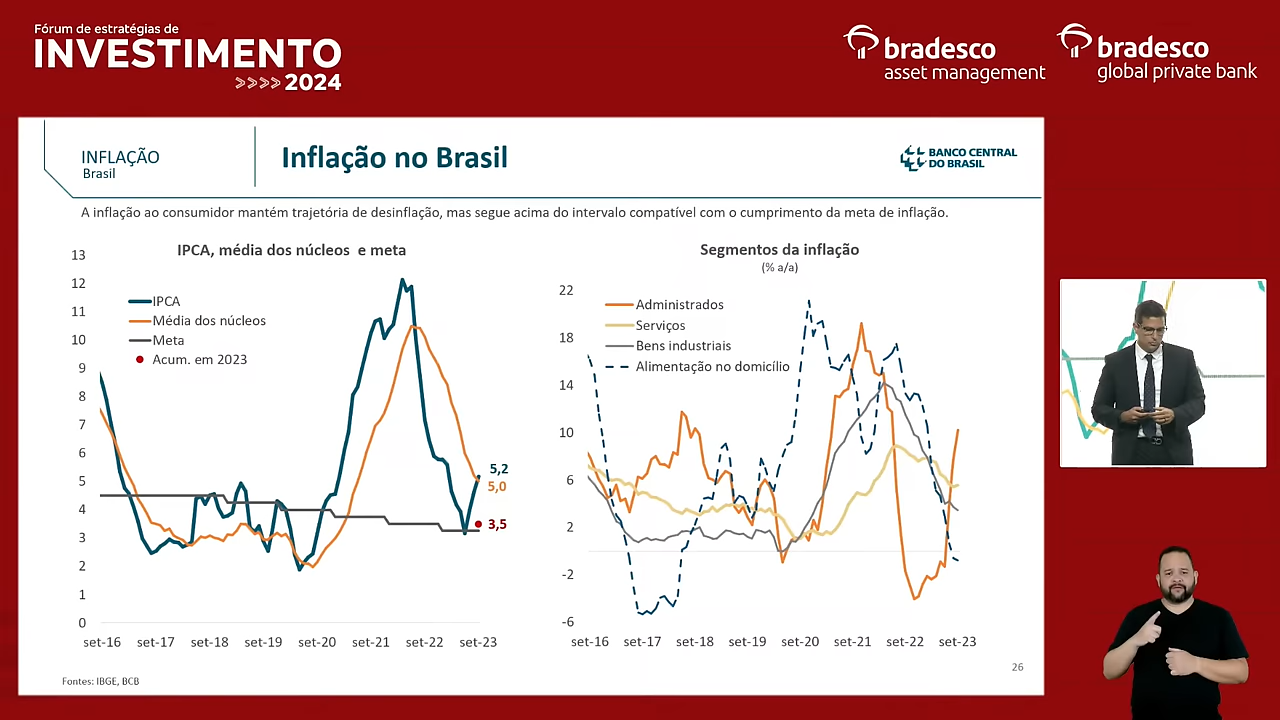 Fórum de estratégias de
INVESTIMENTO
>>>> 2024
bradesco
asset management
bradesco
global private bank
INFLAÇÃO
Brasil
Inflação no Brasil
BANCO CENTRAL
DO BRASIL
A inflação ao consumidor mantém trajetória de desinflação, mas segue acima do intervalo compatível com o cumprimento da meta de inflação.
IPCA, média dos núcleos e meta
13
12
11
10
9
8
7
6
5
4
3
2
1
0
IPCA
Média dos núcleos
Meta
Acum. em 2023
5,2
5,0
3,5
set-16 set-17 set-18 set-19 set-20 set-21 set-22 set-23
Segmentos da inflação
(% a/a)
22
18
14
10
6
2
-2
-6
Administrados
Serviços
Bens industriais
Alimentação no domicílio
set-16 set-17 set-18 set-19 set-20 set-21 set-22 set-23
26
Fontes: IBGE, BCB